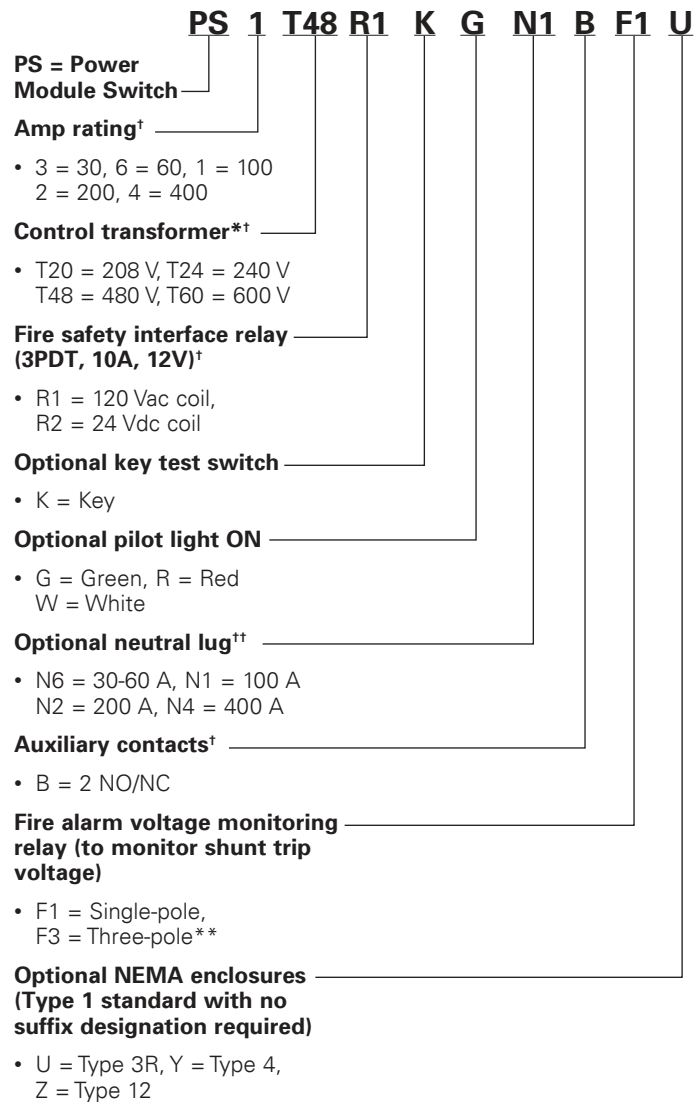 PS 1 T48 R1 K G N1 B F1 U
PS = Power
Module Switch
Amp rating†
• 3 = 30, 6 = 60, 1 = 100
2 = 200, 4 = 400
Control transformer*†
• T20 = 208 V, T24 = 240 V
T48 = 480 V, T60 = 600 V
Fire safety interface relay
(3PDT, 10A, 12V)†
• R1 = 120 Vac coil,
R2 = 24 Vdc coil
Optional key test switch
• K = Key
Optional pilot light ON
• G = Green, R = Red
W = White
Optional neutral lug††
• N6 = 30-60 A, N1 = 100 A
N2 = 200 A, N4 = 400 A
Auxiliary contacts†
• B = 2 NO/NC
Fire alarm voltage monitoring
relay (to monitor shunt trip
voltage)
• F1 = Single-pole,
F3 = Three-pole**
Optional NEMA enclosures
(Type 1 standard with no
suffix designation required)
• U = Type 3R, Y = Type 4,
Z = Type 12